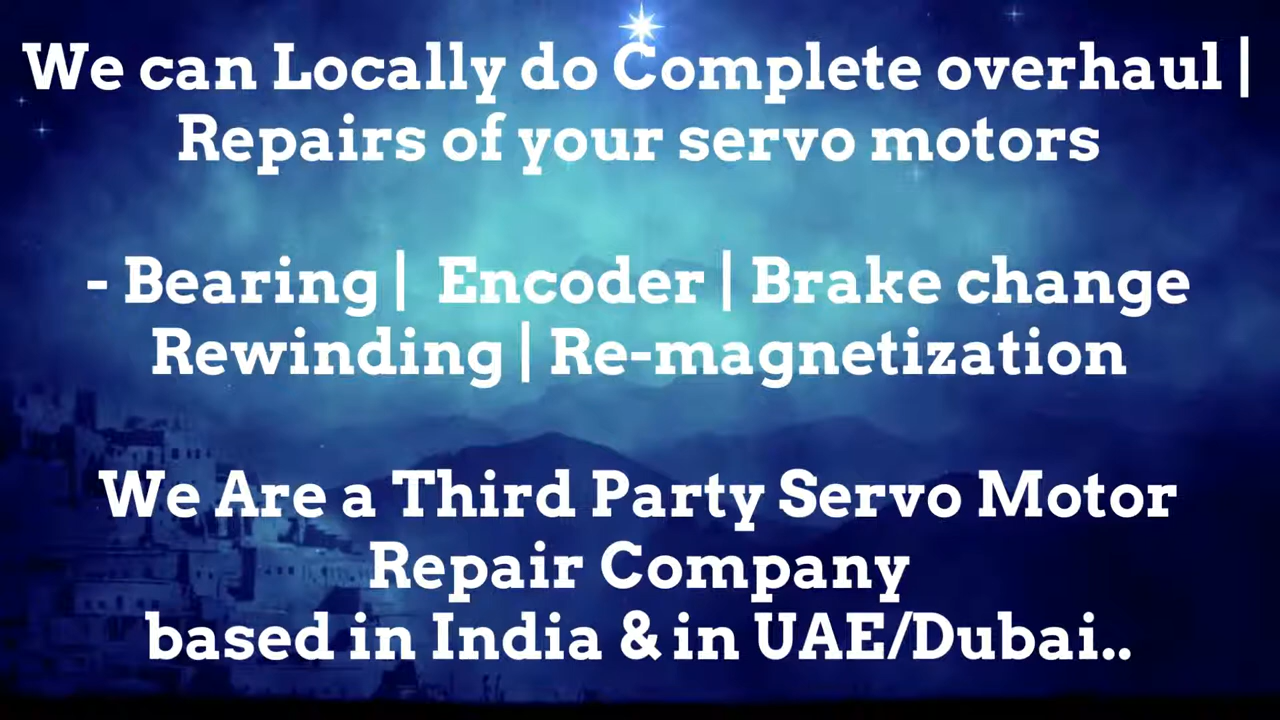 We can Locally do Complete overhaul |
Repairs of your servo motors
- Bearing | Encoder | Brake change
Rewinding | Re-magnetization
We Are a Third Party Servo Motor
Repair Company
based in India & in UAE/Dubai..